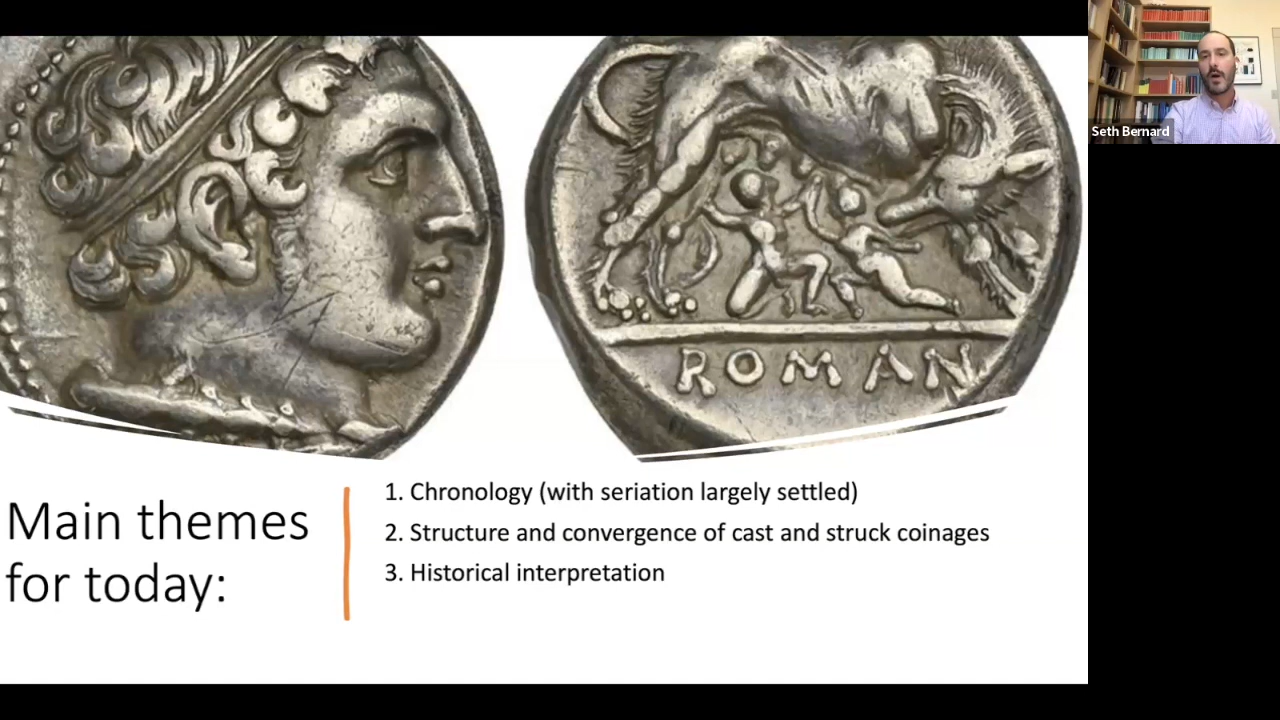 Seth Bernard
ROMAN
Main themes
for today:
1. Chronology (with seriation largely settled)
2. Structure and convergence of cast and struck coinages
3. Historical interpretation